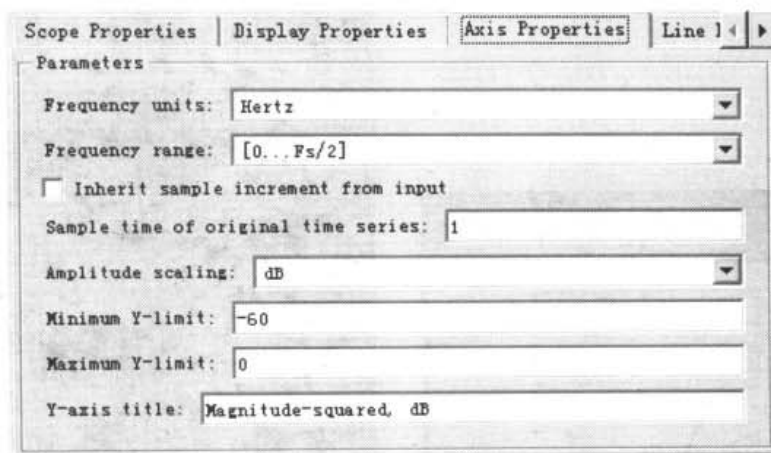 Scope Properties Display Properties Axis Properties Line
Parameters
Frequency units: Hertz
Frequency range: [0...Fs/2]
Inherit sample increment from input
Sample time of original time series: 1
Amplitude scaling: dB
Minimum Y-limit: -60
Maximum Y-limit: 0
Y-axis title: Magnitude-squared, dB